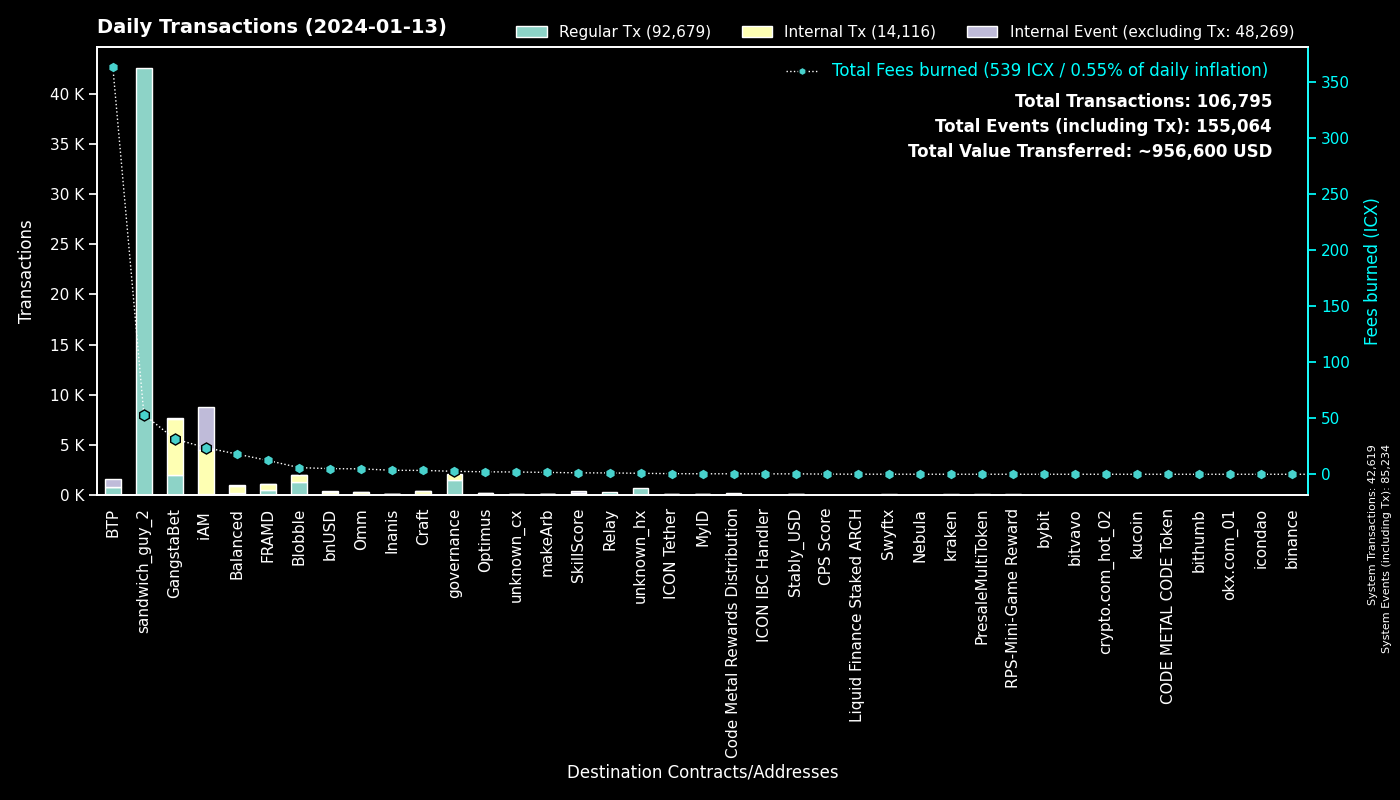 Daily Transactions (2024-01-13)
Regular Tx (92,679)
Internal Tx (14,116)
Internal Event (excluding Tx: 48,269)
Total Fees burned (539 ICX / 0.55% of daily inflation)
Total Transactions: 106,795
Total Events (including Tx): 155,064
Total Value Transferred: ~956,600 USD
Transactions
40 K
35 K
30 K
25 K
20 K
15 K
10 K
5 K
0 K
350
300
250
200
150
100
50
0
Fees burned (ICX)
BTP
sandwich_guy_2
GangstaBet
iAM
Balanced
FRAMD
Blobble
bnUSD
Omm
Inanis
Craft
governance
Optimus
unknown_cx
makeArb
SkillScore
Relay
unknown_hx
ICON Tether
MyID
Code Metal Rewards Distribution
ICON IBC Handler
Stably_USD
CPS Score
Liquid Finance Staked ARCH
Swyftx
Nebula
kraken
PresaleMultiToken
RPS-Mini-Game Reward
bybit
bitvavo
crypto.com_hot_02
kucoin
CODE METAL CODE Token
bithumb
okx.com_01
icondao
binance
Destination Contracts/Addresses
System Transactions: 42,619
System Events (including Tx): 85,234